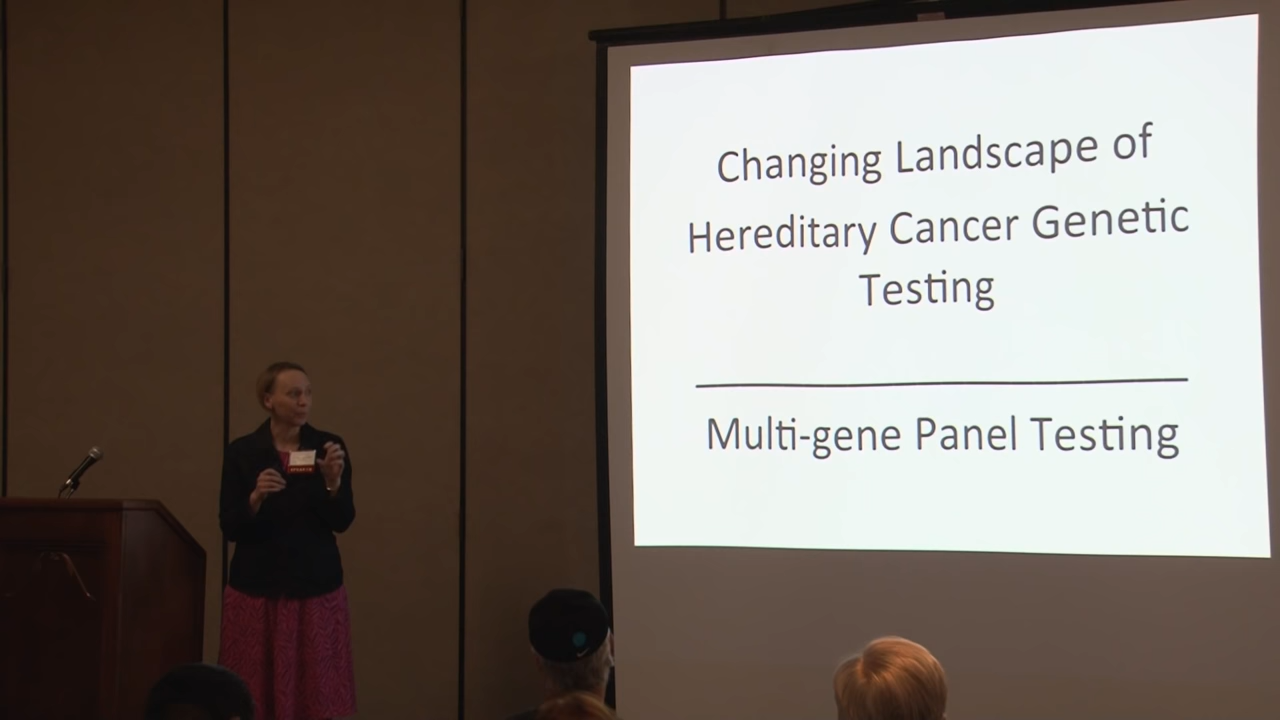 Changing Landscape of
Hereditary Cancer Genetic
Testing
Multi-gene Panel Testing